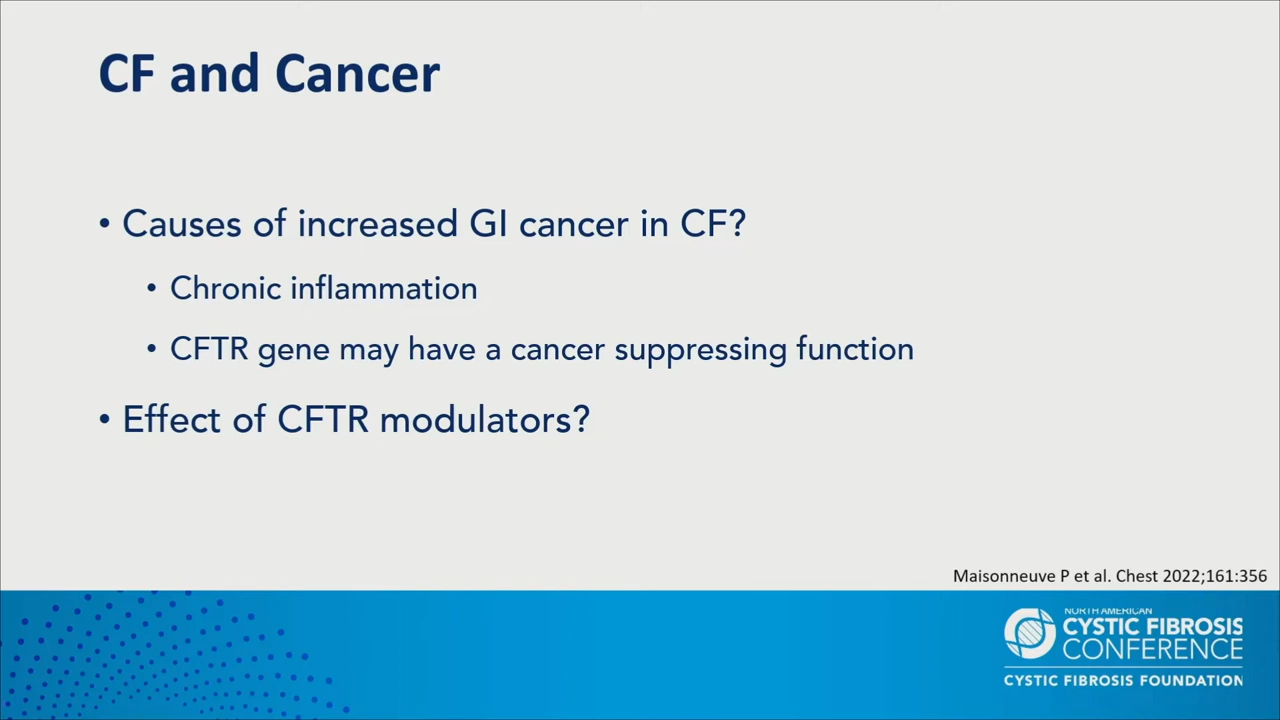 CF and Cancer
• Causes of increased GI cancer in CF?
• Chronic inflammation
• CFTR gene may have a cancer suppressing function
• Effect of CFTR modulators?
Maisonneuve P et al. Chest 2022;161:356
NORTH AMERICAN
CYSTIC FIBROSIS
CONFERENCE
CYSTIC FIBROSIS FOUNDATION